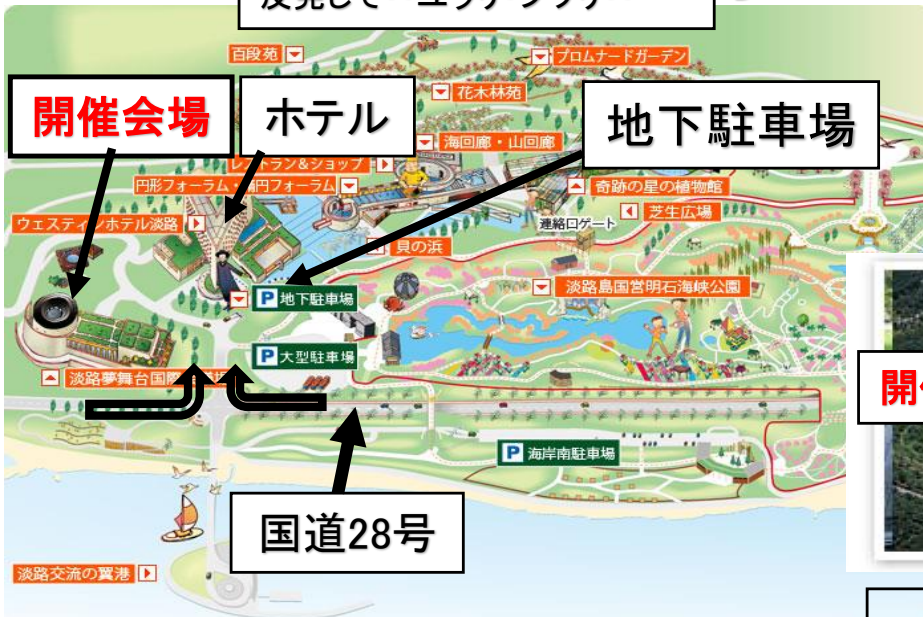 百段苑
プロムナードガーデン
花木林苑
開催会場
ホテル
地下駐車場
海回廊・山回廊
レストラン&ショップ
円形フォーラム・
円フォーラム
奇跡の星の植物館
ウェスティンホテル淡路
連絡口ゲート
芝生広場
貝の浜
P 地下駐車場
淡路島国営明石海峡公園
P 大型駐車場
淡路夢舞台国際
P 海岸南駐車場
国道28号
淡路交流の翼港